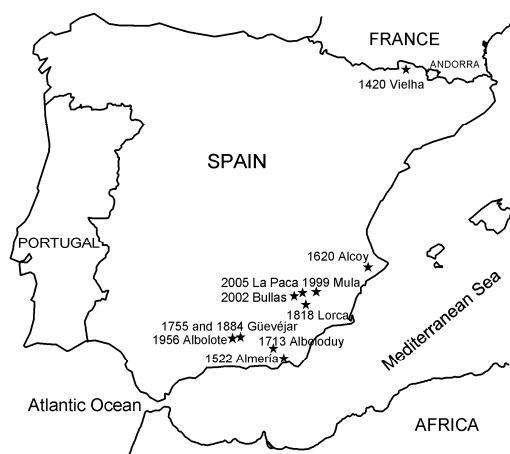 FRANCE
ANDORRA
1420 Vielha
SPAIN
PORTUGAL
1620 Alcoy
2005 La Paca 1999 Mula
2002 Bullas
1818 Lorca
1755 and 1884 Güevéjar
1956 Albolote
1713 Alboloduy
1522 Almería
Mediterranean Sea
Atlantic Ocean
AFRICA